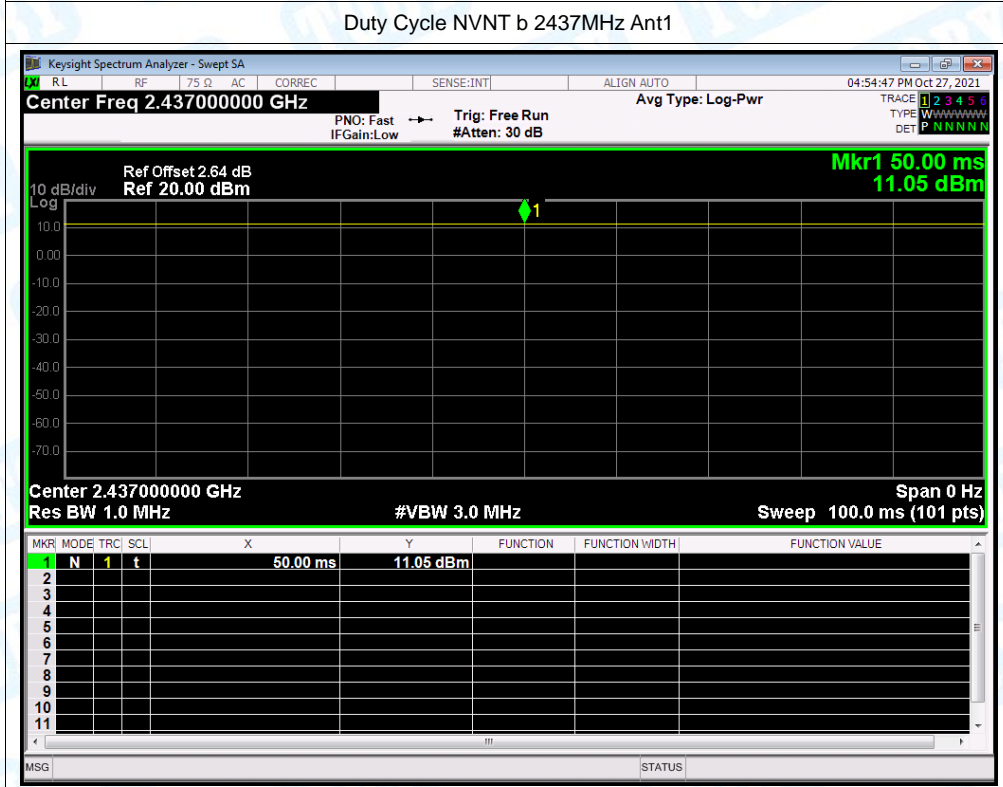 Duty Cycle NVNT b 2437MHz Ant1
Keysight Spectrum Analyzer - Swept SA
LXI RL RF 75 Ω AC CORREC SENSE:INT ALIGN AUTO 04:54:47 PM Oct 27, 2021
Center Freq 2.437000000 GHz Avg Type: Log-Pwr TRACE 1 2 3 4 5 6
PNO: Fast Trig: Free Run TYPE WWWWWW
IFGain:Low #Atten: 30 dB DET P N N N N N
Mkr1 50.00 ms
11.05 dBm
Ref Offset 2.64 dB
10 dB/div Ref 20.00 dBm
Log
10.0
0.00
-10.0
-20.0
-30.0
-40.0
-50.0
-60.0
-70.0
1
Center 2.437000000 GHz Span 0 Hz
Res BW 1.0 MHz #VBW 3.0 MHz Sweep 100.0 ms (101 pts)
MKR MODE TRC SCL X Y FUNCTION FUNCTION WIDTH FUNCTION VALUE
1 N 1 t 50.00 ms 11.05 dBm
2
3
4
5
6
7
8
9
10
11
MSG STATUS